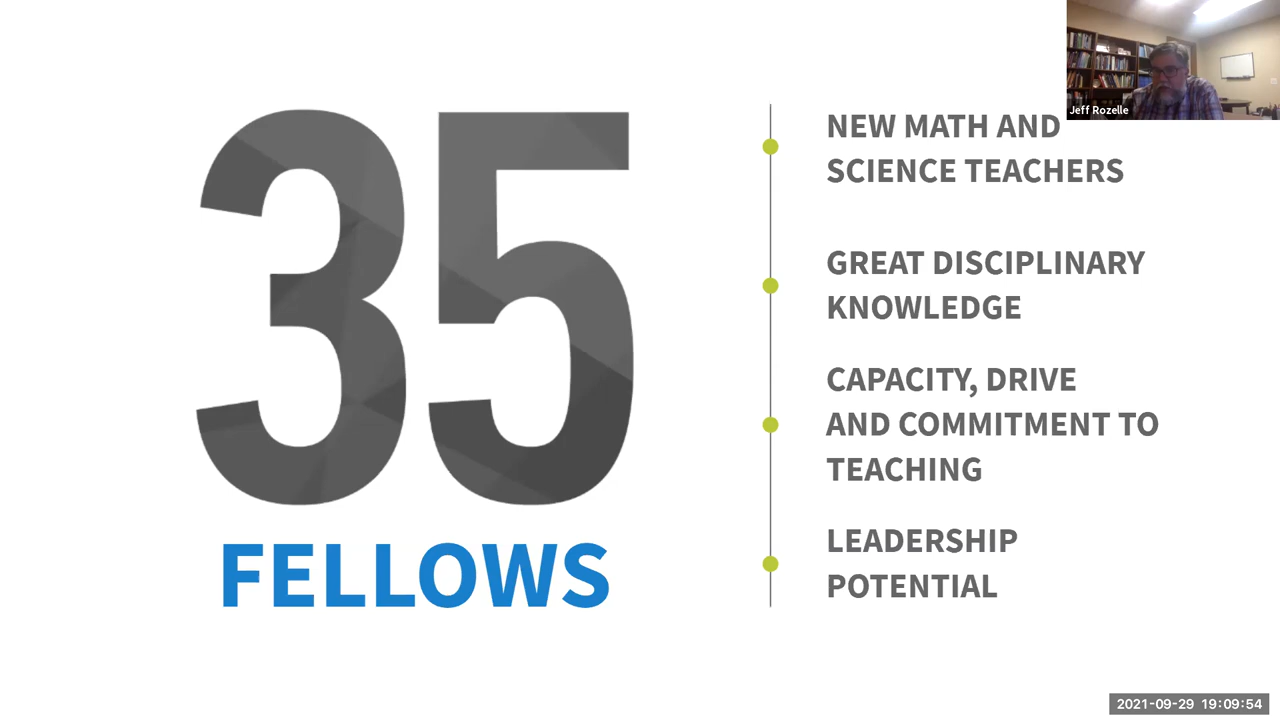 35
FELLOWS
NEW MATH AND
SCIENCE TEACHERS
GREAT DISCIPLINARY
KNOWLEDGE
CAPACITY, DRIVE
AND COMMITMENT TO
TEACHING
LEADERSHIP
POTENTIAL
Jeff Rozelle
2021-09-29 19:09:54